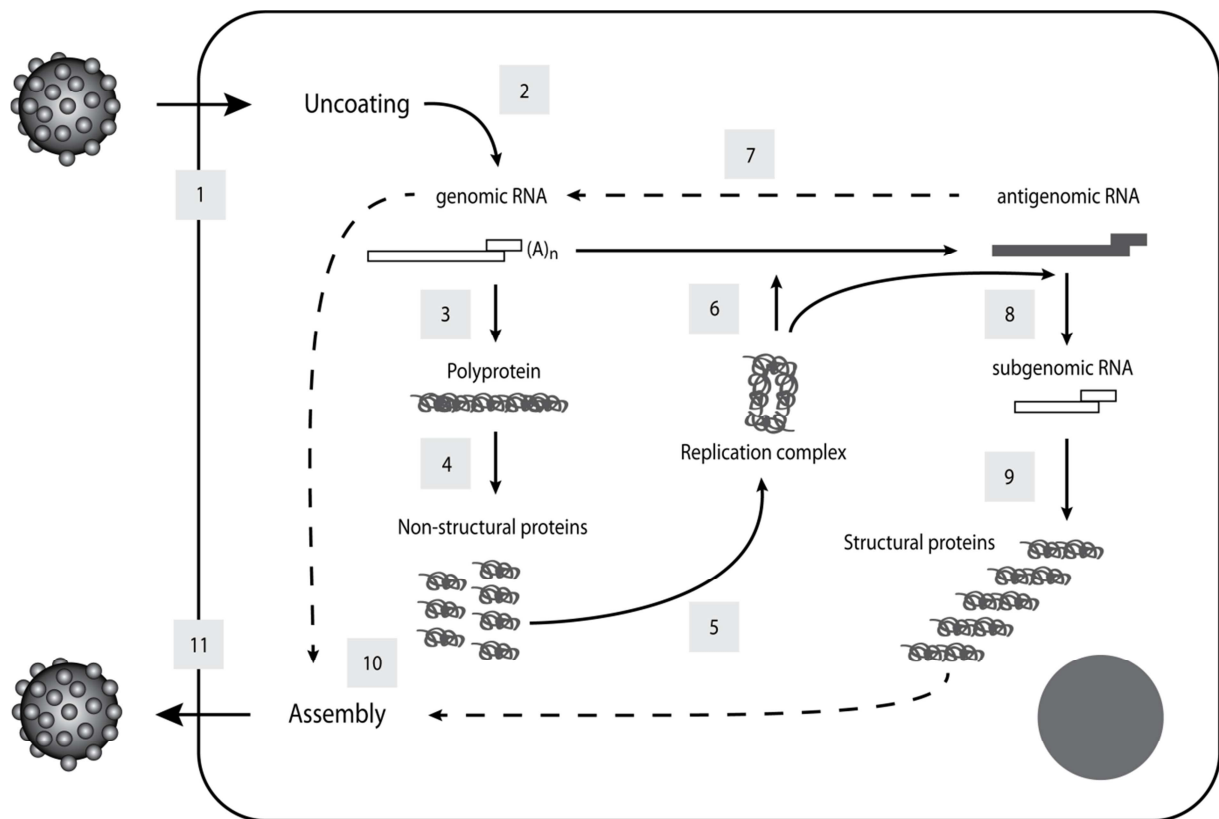 2
Uncoating
7
1
genomic RNA
antigenomic RNA
(A)n
3
6
8
Polyprotein
subgenomic RNA
4
Replication complex
9
Non-structural proteins
Structural proteins
5
11
10
Assembly